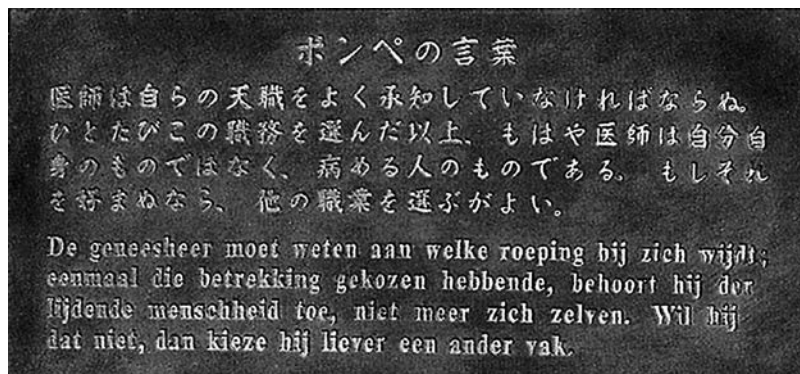 ポンペの言葉
医師は自らの天職をよく承知していなければならぬ。
ひとたびこの職務を選んだ以上、もはや医師は自分自
身のものではなく、病める人のものである。もしそれ
を好まぬなら、他の職業を選ぶがよい。
De geneesheer moet weten aan welke roeping hij zich wijdt;
eenmaal die betrekking gekozen hebbende, behoort hij der
lijdende menschheid toe, niet meer zich zelven. Wil hij
dat niet, dan kieze hij liever een ander vak.